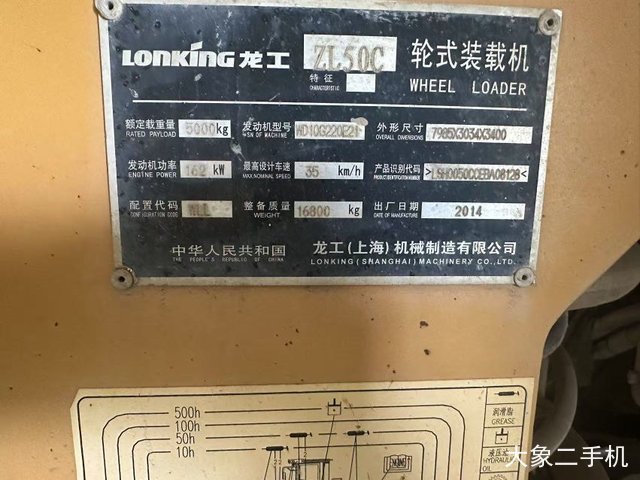 LONKING 龙工 ZL50C 轮式装载机
特征
CHARACTERISTIC
WHEEL LOADER
额定载重量 5000kg 发动机型号 WD10G220E21 外形尺寸 7985X3034X3400
RATED PAYLOAD SN OF MACHINE OVERALL DIMENSIONS
发动机功率 162 kW 最高设计车速 35 km/h 产品识别代码
ENGINE POWER MAX.NOMINAL SPEED PRODUCT IDENTIFICATION NUMBER
配置代码 整备质量 16800 kg 出厂日期 2014
CONFIGURATION CODE WEIGHT DATE OF MANUFACTURE
中华人民共和国 龙工(上海)机械制造有限公司
THE PEOPLE'S REPUBLIC OF CHINA LONKING(SHANGHAI)MACHINERY CO.,LTD.
500h
100h
50h
10h
润滑脂
GREASE
液压油
HYDRAULIC
OIL
大象二手机